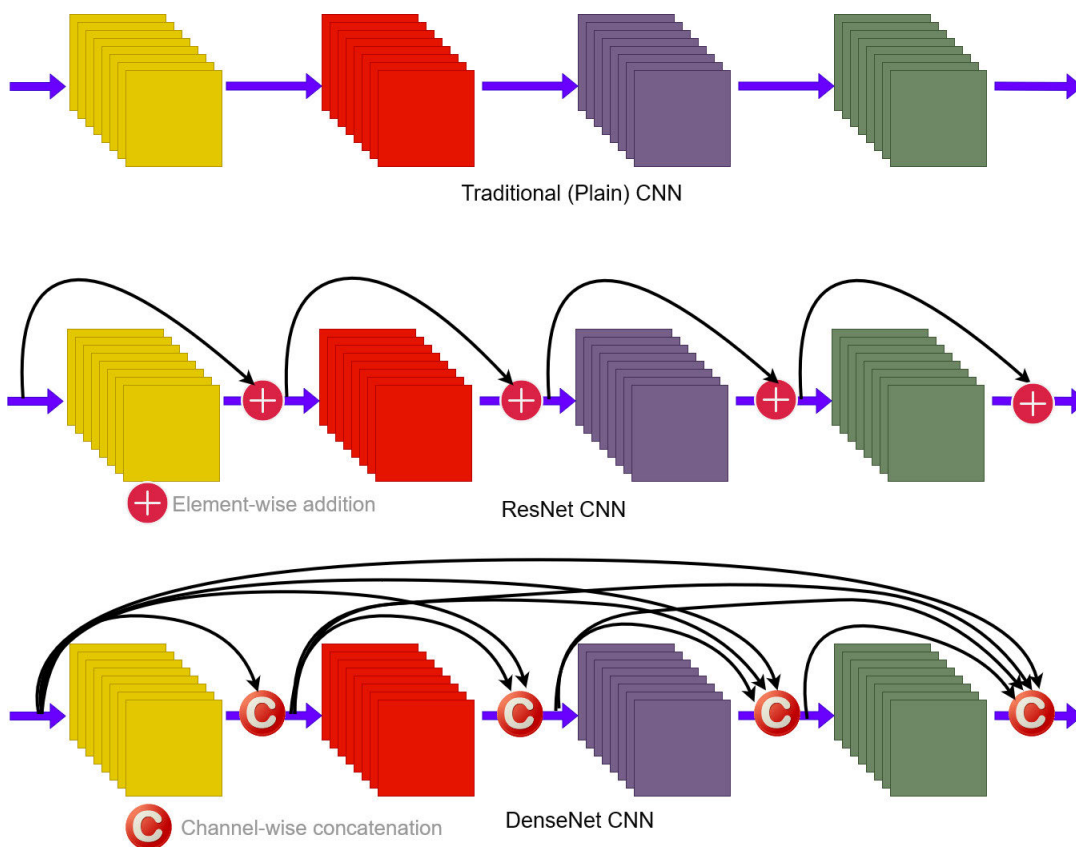 Traditional (Plain) CNN
Element-wise addition
ResNet CNN
C C C C
DenseNet CNN
C Channel-wise concatenation